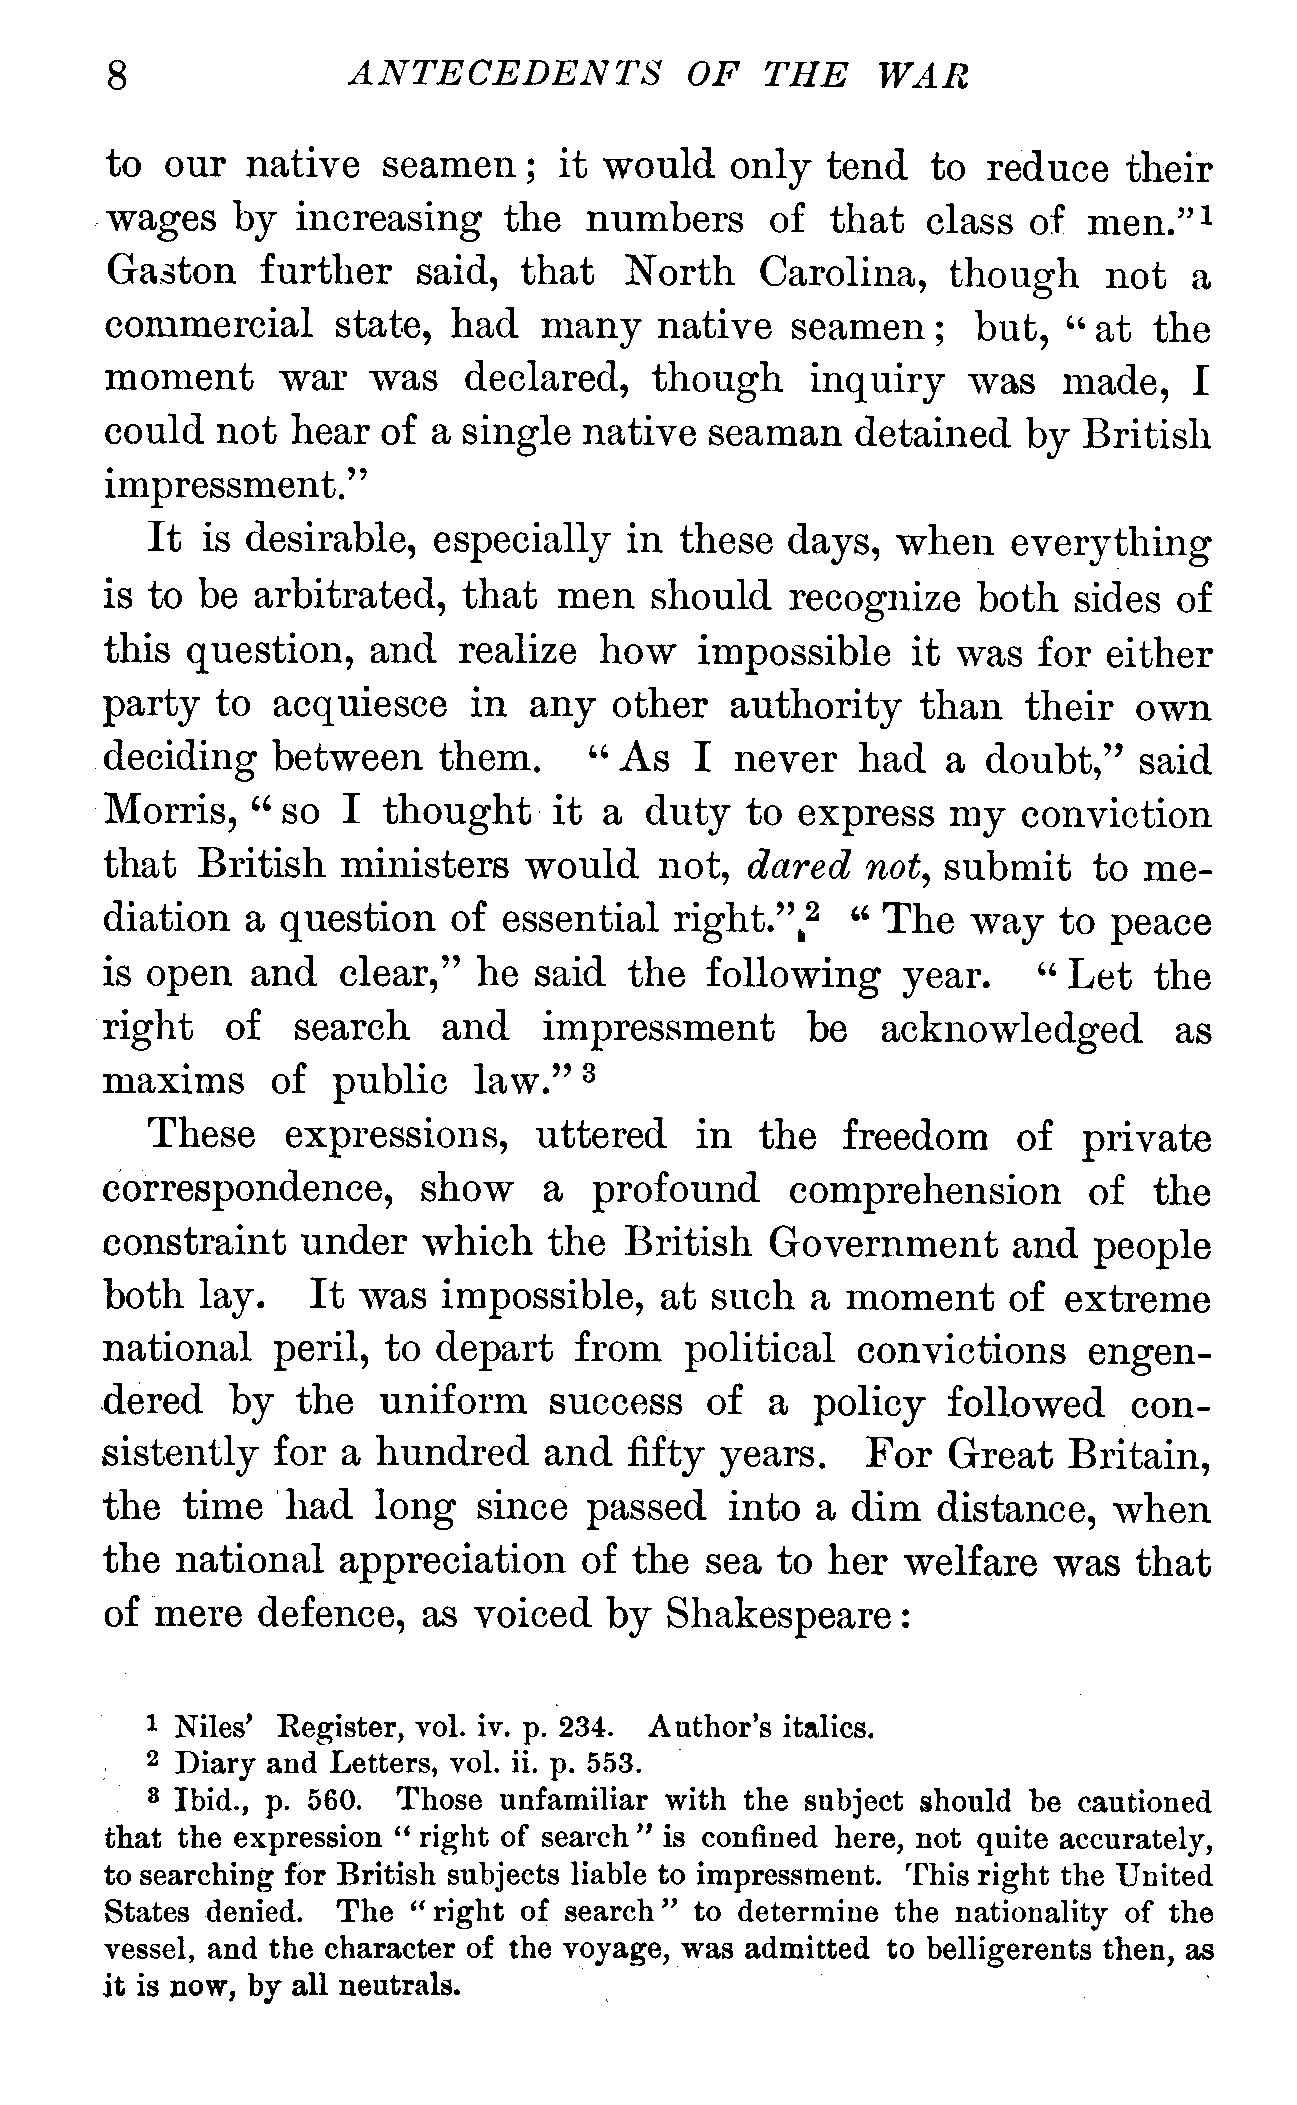 8 ANTECEDENTS OF THE WAR
to our native seamen; it would only tend to reduce their
wages by increasing the numbers of that class of men."¹
Gaston further said, that North Carolina, though not a
commercial state, had many native seamen; but, "at the
moment war was declared, though inquiry was made, I
could not hear of a single native seaman detained by British
impressment."
It is desirable, especially in these days, when everything
is to be arbitrated, that men should recognize both sides of
this question, and realize how impossible it was for either
party to acquiesce in any other authority than their own
deciding between them. "As I never had a doubt," said
Morris, "so I thought it a duty to express my conviction
that British ministers would not, dared not, submit to me-
diation a question of essential right."² "The way to peace
is open and clear," he said the following year. "Let the
right of search and impressment be acknowledged as
maxims of public law."³
These expressions, uttered in the freedom of private
correspondence, show a profound comprehension of the
constraint under which the British Government and people
both lay. It was impossible, at such a moment of extreme
national peril, to depart from political convictions engen-
dered by the uniform success of a policy followed con-
sistently for a hundred and fifty years. For Great Britain,
the time had long since passed into a dim distance, when
the national appreciation of the sea to her welfare was that
of mere defence, as voiced by Shakespeare:
¹ Niles' Register, vol. iv. p. 234. Author's italics.
² Diary and Letters, vol. ii. p. 553.
³ Ibid., p. 560. Those unfamiliar with the subject should be cautioned
that the expression "right of search" is confined here, not quite accurately,
to searching for British subjects liable to impressment. This right the United
States denied. The "right of search" to determine the nationality of the
vessel, and the character of the voyage, was admitted to belligerents then, as
it is now, by all neutrals.